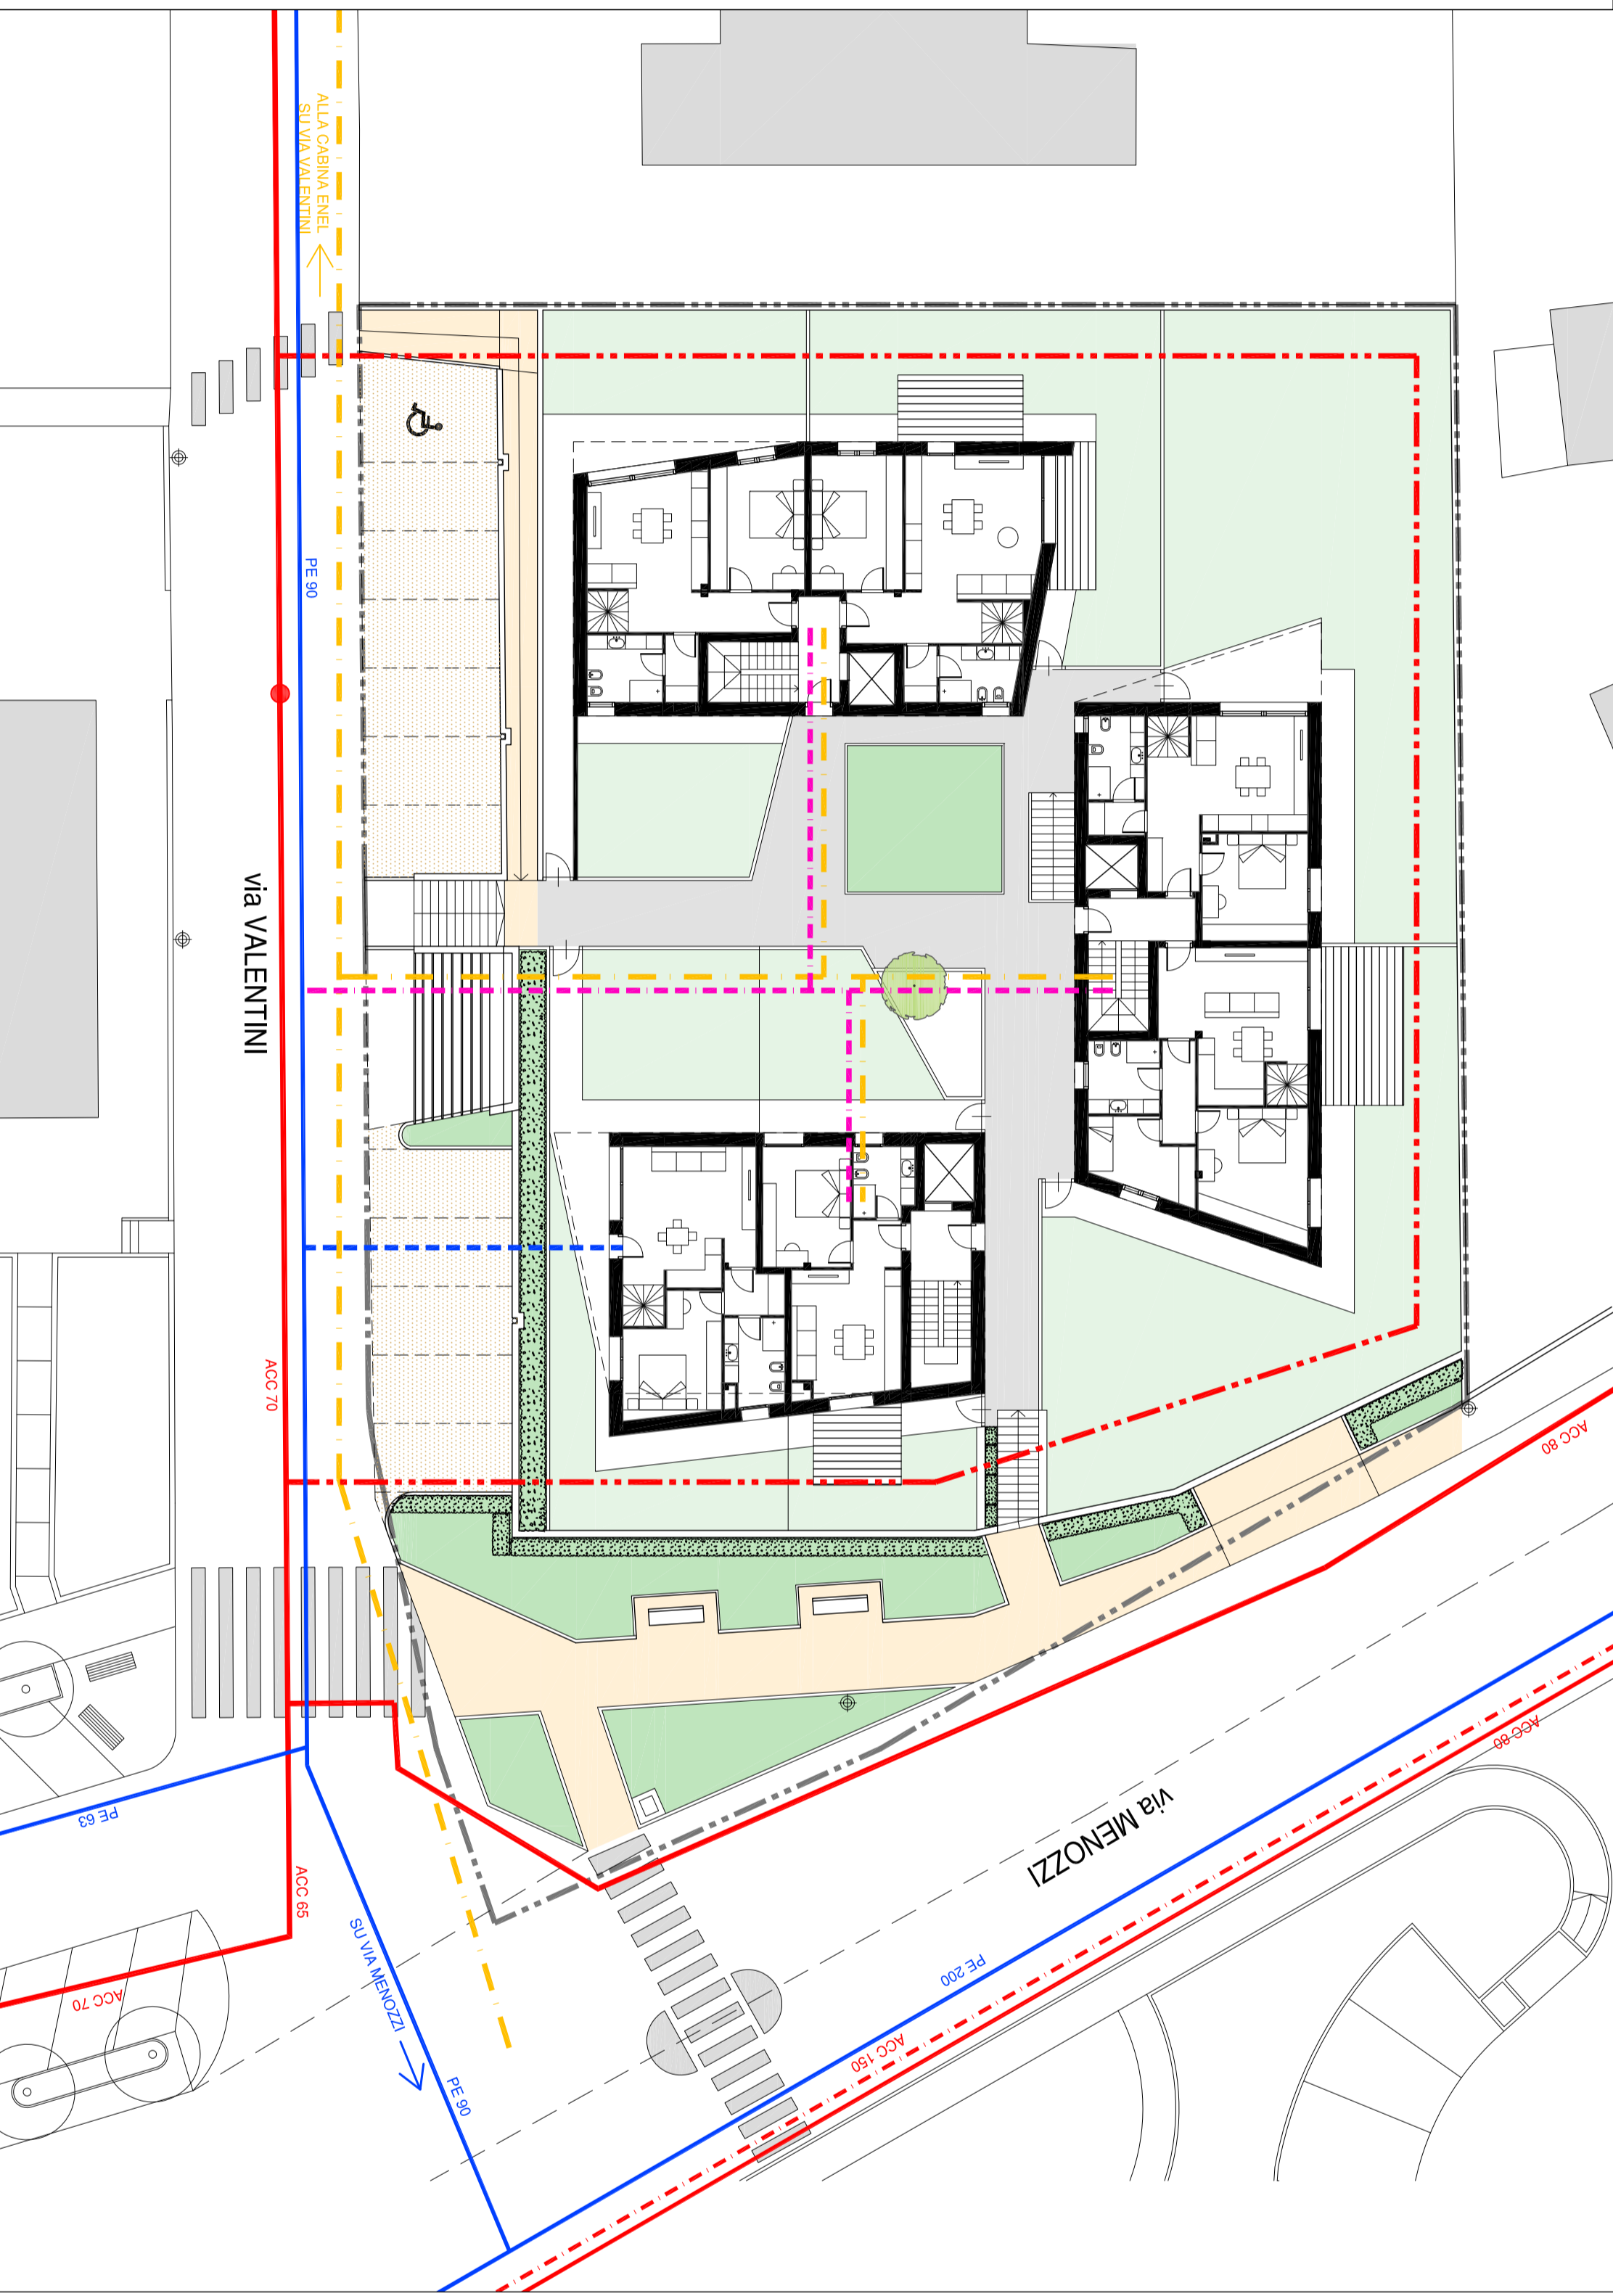 ALLA CABINA ENEL
SU VIA VALENTINI
PE 90
via VALENTINI
ACC 70
ACC 80
ACC 80
via MENOZZI
PE 63
ACC 65
SU VIA MENOZZI
PE 200
ACC 70
ACC 150
PE 90